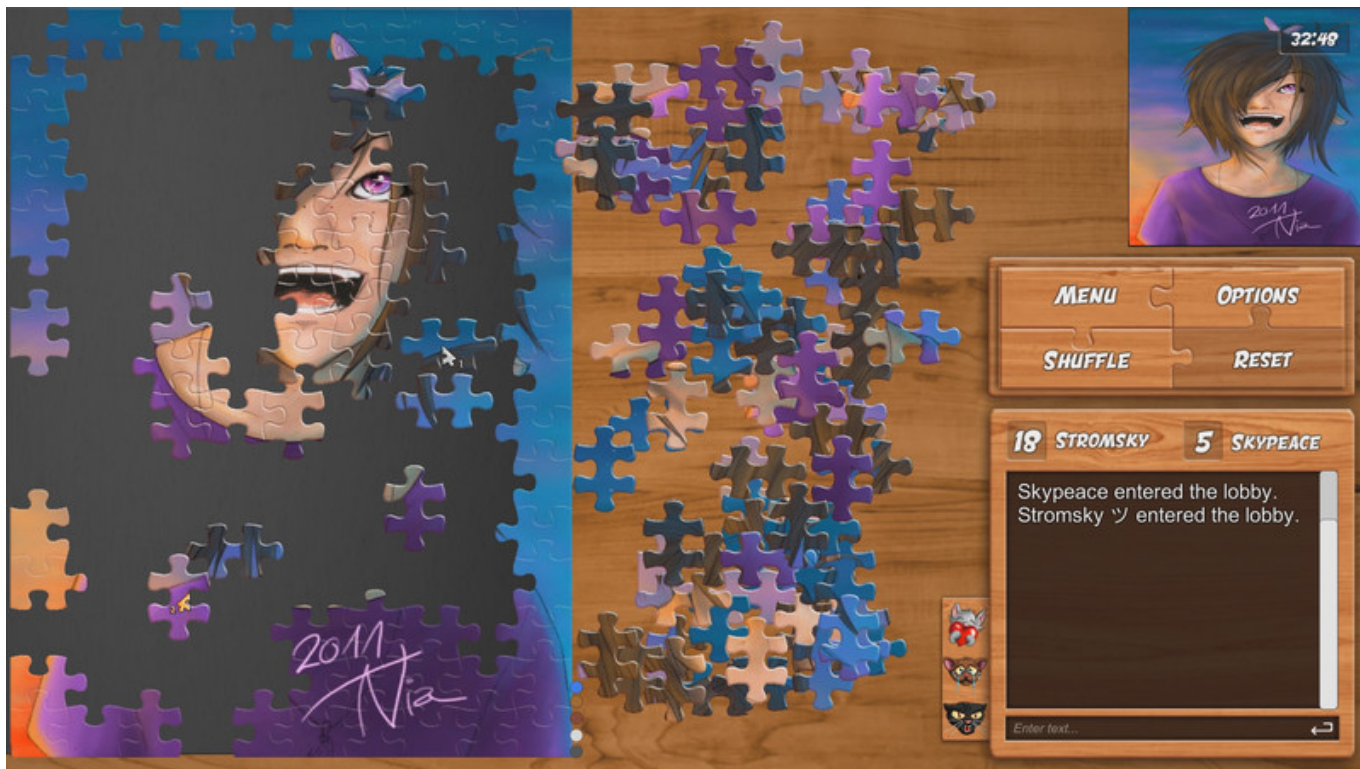 32:48
MENU
OPTIONS
SHUFFLE
RESET
18 STROMSKY 5 SKYPEACE
Skypeace entered the lobby.
Stromsky ツ entered the lobby.
Enter text...
2011
Nia
2011
Nia